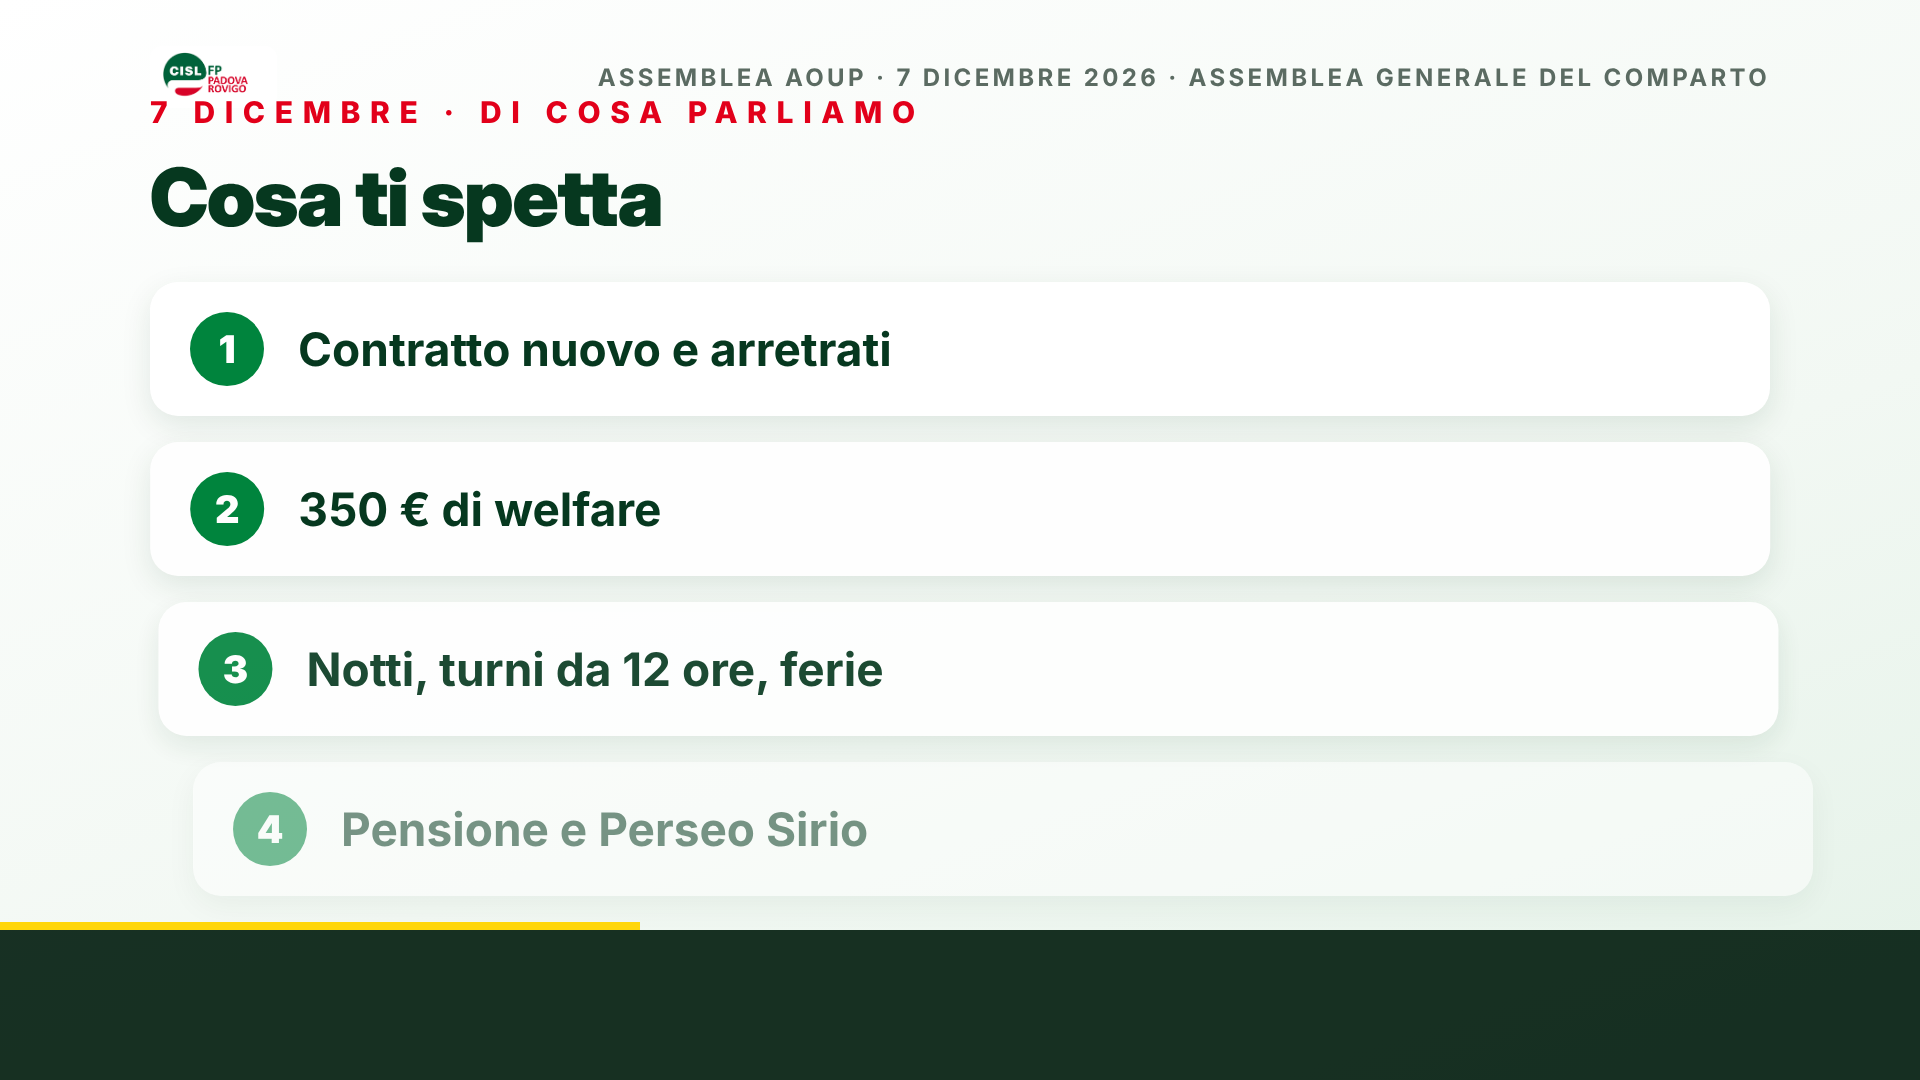 CISL FP
PADOVA
ROVIGO
ASSEMBLEA AOUP · 7 DICEMBRE 2026 · ASSEMBLEA GENERALE DEL COMPARTO
7 DICEMBRE · DI COSA PARLIAMO
Cosa ti spetta
1 Contratto nuovo e arretrati
2 350 € di welfare
3 Notti, turni da 12 ore, ferie
4 Pensione e Perseo Sirio